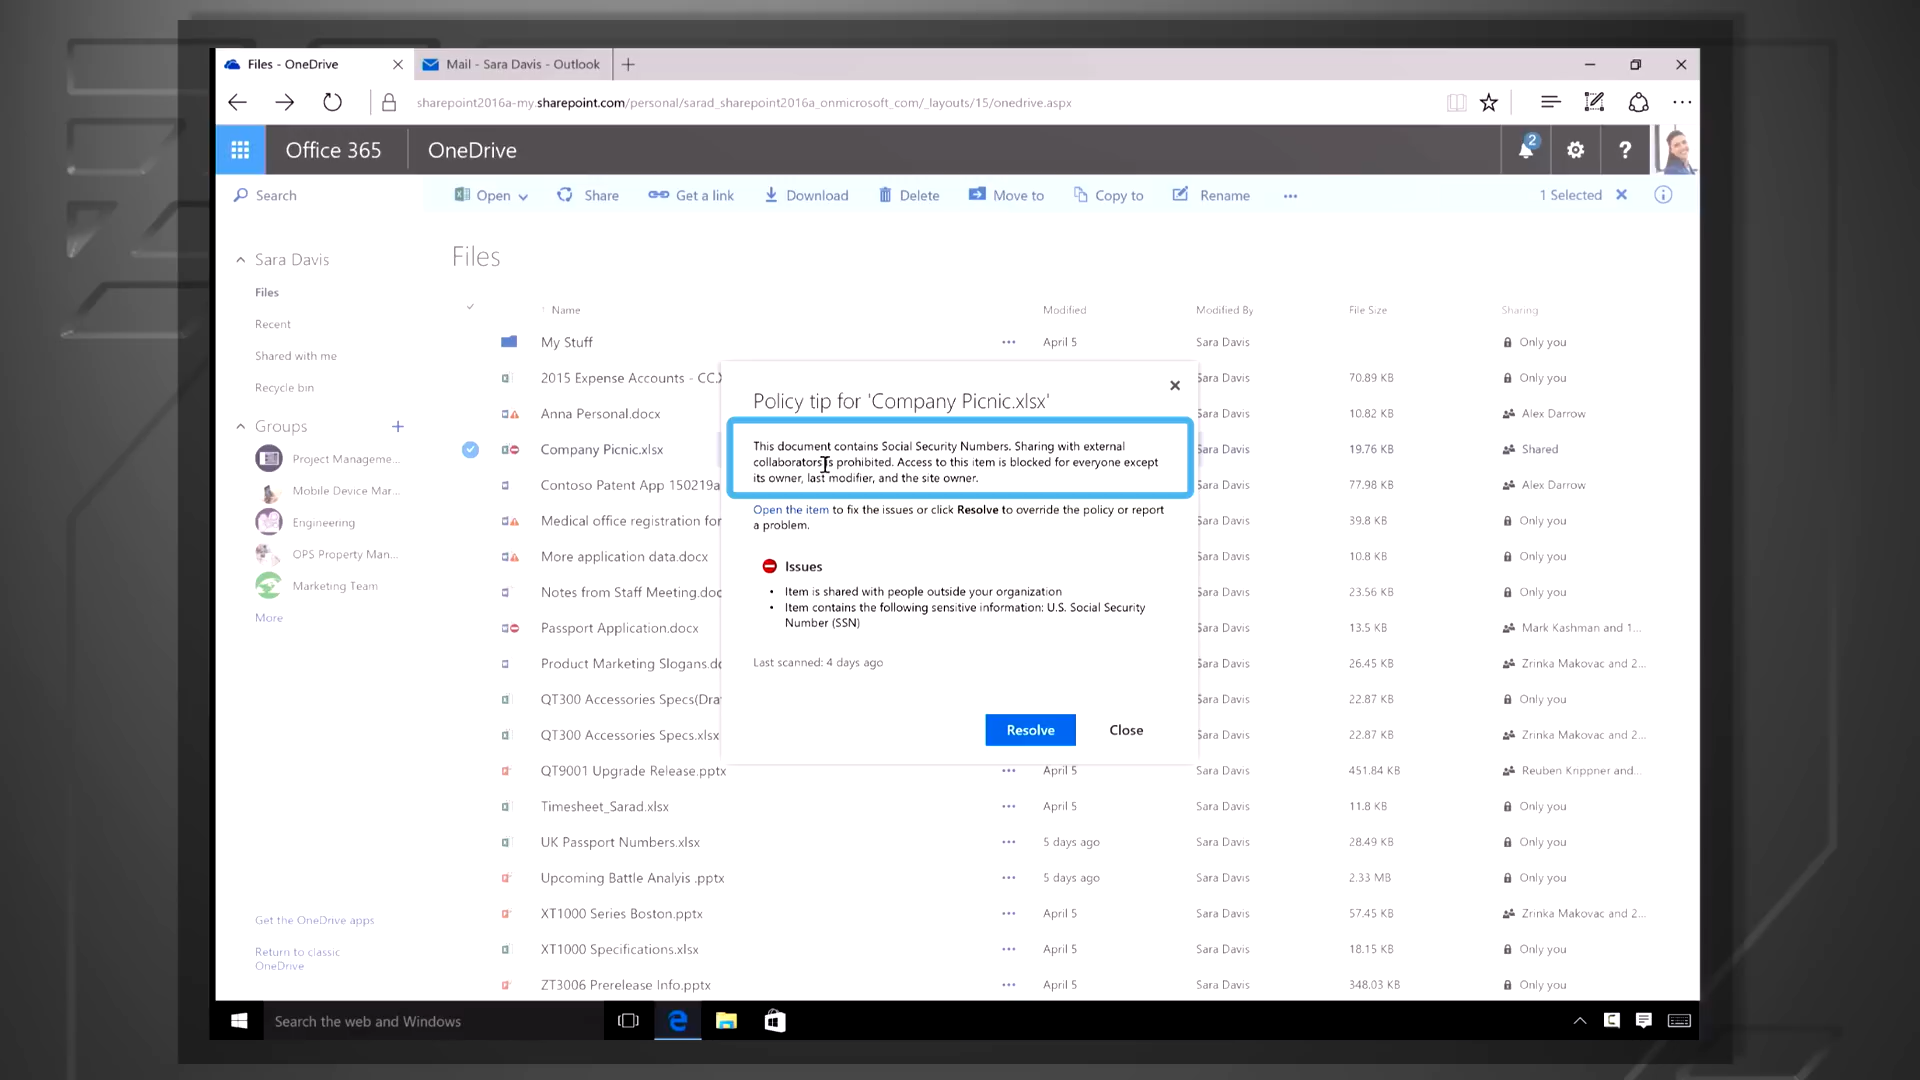 Files - OneDrive
Mail - Sara Davis - Outlook
sharepoint2016a-my.sharepoint.com/personal/sarad_sharepoint2016a_onmicrosoft_com/_layouts/15/onedrive.aspx
Office 365 OneDrive 2 ?
Search Open Share Get a link Download Delete Move to Copy to Rename ... 1 Selected
Files
Sara Davis
Files
Recent
Shared with me
Recycle bin
Groups
Project Manageme...
Mobile Device Mar...
Engineering
OPS Property Man...
Marketing Team
More
Get the OneDrive apps
Return to classic
OneDrive
Name Modified Modified By File Size Sharing
My Stuff ... April 5 Sara Davis Only you
2015 Expense Accounts - CC.X Sara Davis 70.89 KB Only you
Anna Personal.docx Sara Davis 10.82 KB Alex Darrow
Company Picnic.xlsx Sara Davis 19.76 KB Shared
Contoso Patent App 150219a Sara Davis 77.98 KB Alex Darrow
Medical office registration for Sara Davis 39.8 KB Only you
More application data.docx Sara Davis 10.8 KB Only you
Notes from Staff Meeting.doc Sara Davis 23.56 KB Only you
Passport Application.docx Sara Davis 13.5 KB Mark Kashman and 1...
Product Marketing Slogans.dc Sara Davis 26.45 KB Zrinka Makovac and 2...
QT300 Accessories Specs(Dra Sara Davis 22.87 KB Only you
QT300 Accessories Specs.xlsx Sara Davis 22.87 KB Zrinka Makovac and 2...
QT9001 Upgrade Release.pptx ... April 5 Sara Davis 451.84 KB Reuben Krippner and...
Timesheet_Sarad.xlsx ... April 5 Sara Davis 11.8 KB Only you
UK Passport Numbers.xlsx ... 5 days ago Sara Davis 28.49 KB Only you
Upcoming Battle Analyis .pptx ... 5 days ago Sara Davis 2.33 MB Only you
XT1000 Series Boston.pptx ... April 5 Sara Davis 57.45 KB Zrinka Makovac and 2...
XT1000 Specifications.xlsx ... April 5 Sara Davis 18.15 KB Only you
ZT3006 Prerelease Info.pptx ... April 5 Sara Davis 348.03 KB Only you
Policy tip for 'Company Picnic.xlsx'
This document contains Social Security Numbers. Sharing with external
collaborators is prohibited. Access to this item is blocked for everyone except
its owner, last modifier, and the site owner.
Open the item to fix the issues or click Resolve to override the policy or report
a problem.
Issues
• Item is shared with people outside your organization
• Item contains the following sensitive information: U.S. Social Security
Number (SSN)
Last scanned: 4 days ago
Resolve Close
Search the web and Windows